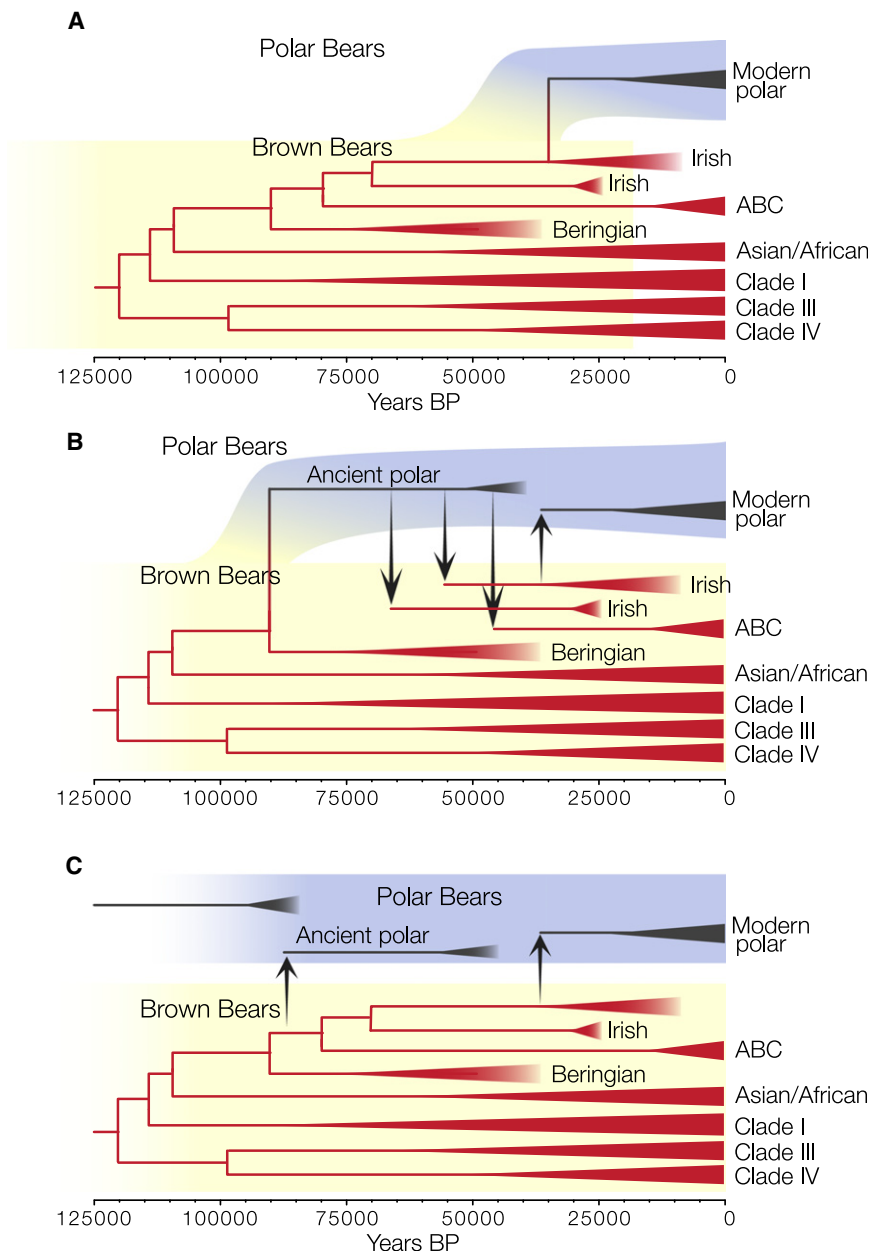 A
Polar Bears
Modern
polar
Brown Bears
Irish
Irish
ABC
Beringian
Asian/African
Clade I
Clade III
Clade IV
125000 100000 75000 50000 25000 0
Years BP
B
Polar Bears
Ancient polar
Modern
polar
Brown Bears
Irish
Irish
ABC
Beringian
Asian/African
Clade I
Clade III
Clade IV
125000 100000 75000 50000 25000 0
Years BP
C
Polar Bears
Ancient polar
Modern
polar
Brown Bears
Irish
ABC
Beringian
Asian/African
Clade I
Clade III
Clade IV
125000 100000 75000 50000 25000 0
Years BP